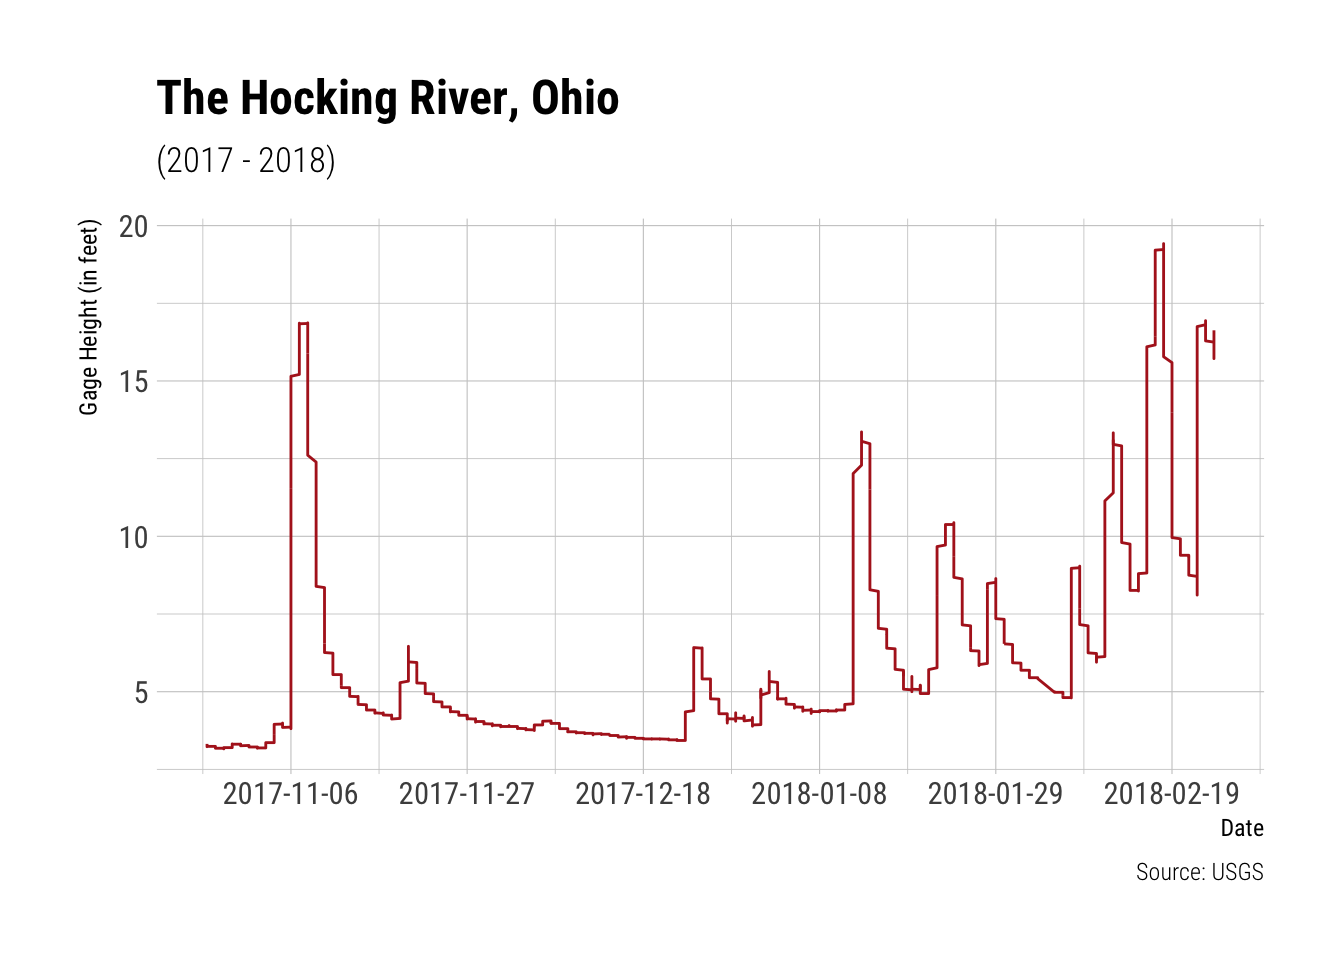 The Hocking River, Ohio
(2017 - 2018)
Gage Height (in feet)
20
15
10
5
2017-11-06 2017-11-27 2017-12-18 2018-01-08 2018-01-29 2018-02-19
Date
Source: USGS